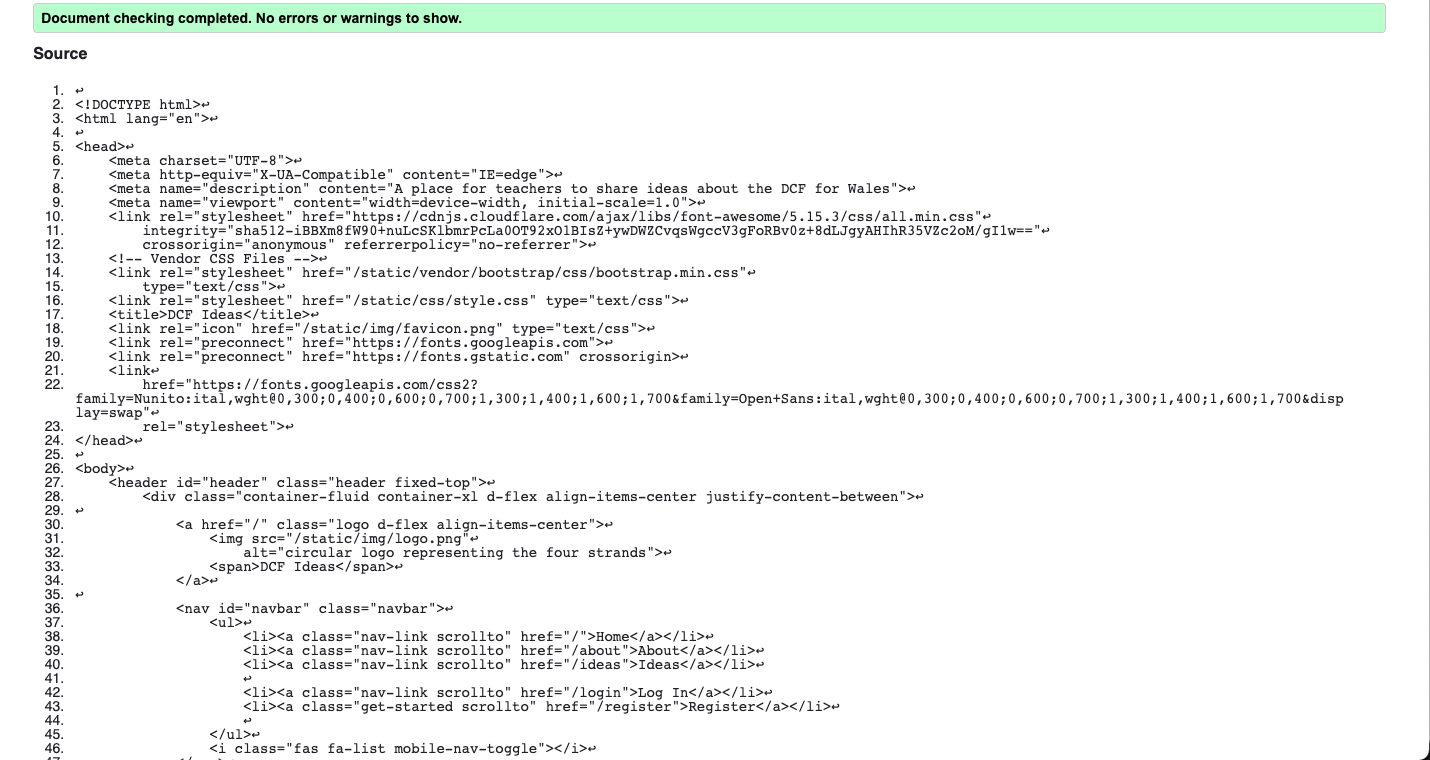 Document checking completed. No errors or warnings to show.
Source
1. ↩
2. <!DOCTYPE html>↩
3. <html lang="en">↩
4. ↩
5. <head>↩
6.     <meta charset="UTF-8">↩
7.     <meta http-equiv="X-UA-Compatible" content="IE=edge">↩
8.     <meta name="description" content="A place for teachers to share ideas about the DCF for Wales">↩
9.     <meta name="viewport" content="width=device-width, initial-scale=1.0">↩
10.     <link rel="stylesheet" href="https://cdnjs.cloudflare.com/ajax/libs/font-awesome/5.15.3/css/all.min.css"↩
11.         integrity="sha512-iBBXm8fW90+nuLcSKlbmrPcLa0OT92xO1BIsZ+ywDWZCvqsWgccV3gFoRBv0z+8dLJgyAHIhR35VZc2oM/gI1w=="↩
12.         crossorigin="anonymous" referrerpolicy="no-referrer">↩
13.     <!-- Vendor CSS Files -->↩
14.     <link rel="stylesheet" href="/static/vendor/bootstrap/css/bootstrap.min.css"↩
15.         type="text/css">↩
16.     <link rel="stylesheet" href="/static/css/style.css" type="text/css">↩
17.     <title>DCF Ideas</title>↩
18.     <link rel="icon" href="/static/img/favicon.png" type="text/css">↩
19.     <link rel="preconnect" href="https://fonts.googleapis.com">↩
20.     <link rel="preconnect" href="https://fonts.gstatic.com" crossorigin>↩
21.     <link↩
22.         href="https://fonts.googleapis.com/css2?
family=Nunito:ital,wght@0,300;0,400;0,600;0,700;1,300;1,400;1,600;1,700&family=Open+Sans:ital,wght@0,300;0,400;0,600;0,700;1,300;1,400;1,600;1,700&disp
lay=swap"↩
23.         rel="stylesheet">↩
24. </head>↩
25. ↩
26. <body>↩
27.     <header id="header" class="header fixed-top">↩
28.         <div class="container-fluid container-xl d-flex align-items-center justify-content-between">↩
29. ↩
30.             <a href="/" class="logo d-flex align-items-center">↩
31.                 <img src="/static/img/logo.png"↩
32.                     alt="circular logo representing the four strands">↩
33.                 <span>DCF Ideas</span>↩
34.             </a>↩
35. ↩
36.             <nav id="navbar" class="navbar">↩
37.                 <ul>↩
38.                     <li><a class="nav-link scrollto" href="/">Home</a></li>↩
39.                     <li><a class="nav-link scrollto" href="/about">About</a></li>↩
40.                     <li><a class="nav-link scrollto" href="/ideas">Ideas</a></li>↩
41.                     ↩
42.                     <li><a class="nav-link scrollto" href="/login">Log In</a></li>↩
43.                     <li><a class="get-started scrollto" href="/register">Register</a></li>↩
44.                     ↩
45.                 </ul>↩
46.                 <i class="fas fa-list mobile-nav-toggle"></i>↩